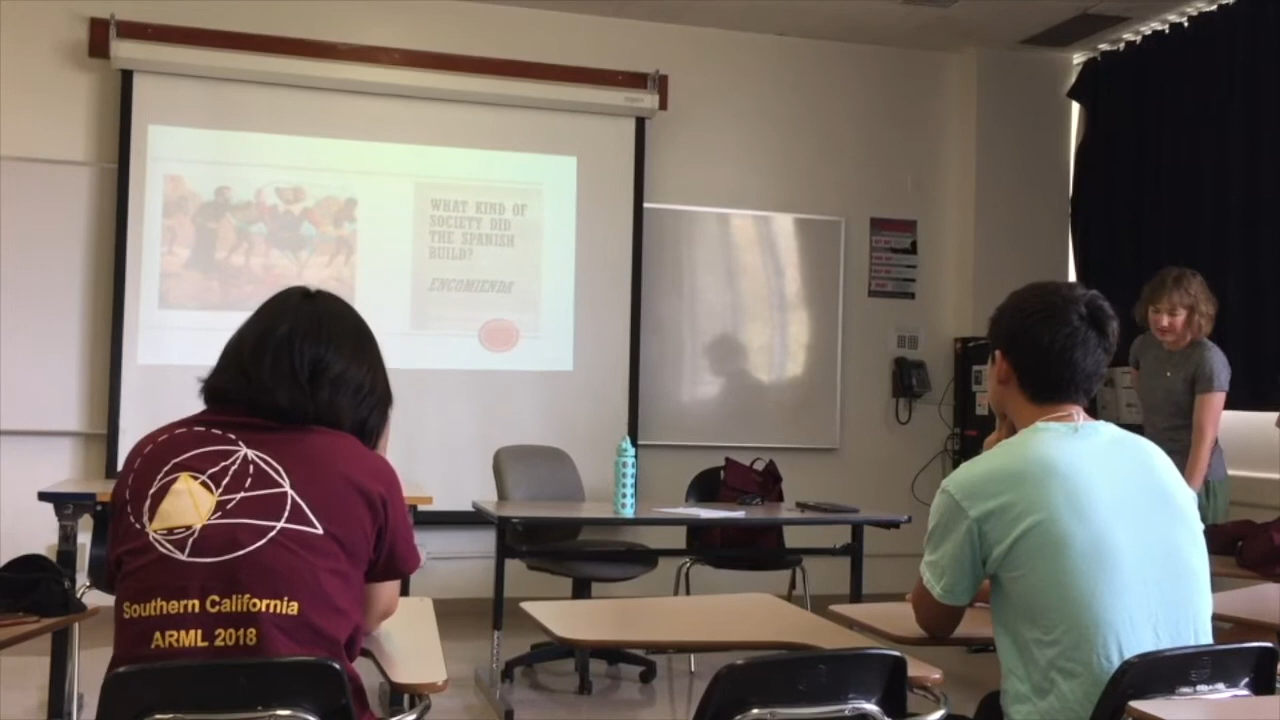 WHAT KIND OF
SOCIETY DID
THE SPANISH
BUILD?
ENCOMIENDA
Southern California
ARML 2018